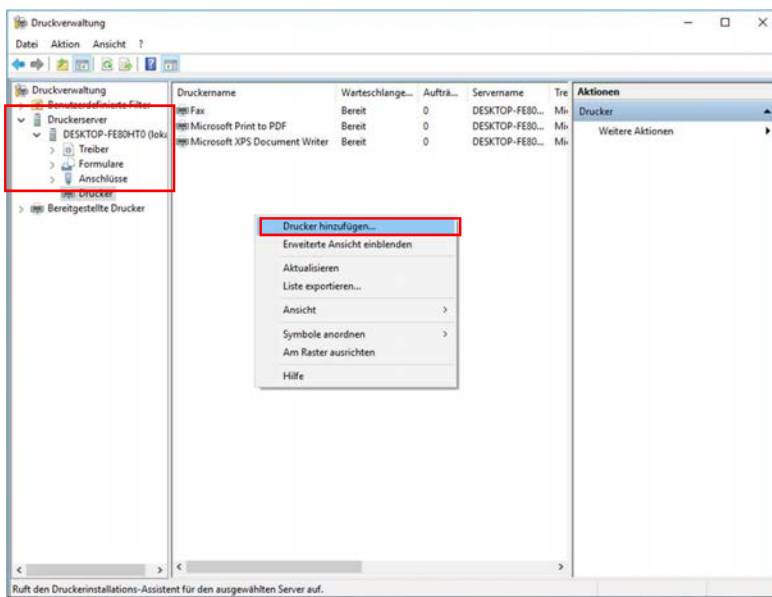 Druckverwaltung
Datei Aktion Ansicht ?
Druckverwaltung
Benutzerdefinierte Filter
Druckerserver
DESKTOP-FE80HT0 (loka
Treiber
Formulare
Anschlüsse
Drucker
Bereitgestellte Drucker
Druckername Warteschlange... Aufträ... Servername Tre
Fax Bereit 0 DESKTOP-FE80... Mi
Microsoft Print to PDF Bereit 0 DESKTOP-FE80... Mi
Microsoft XPS Document Writer Bereit 0 DESKTOP-FE80... Mi
Drucker hinzufügen...
Erweiterte Ansicht einblenden
Aktualisieren
Liste exportieren...
Ansicht
Symbole anordnen
Am Raster ausrichten
Hilfe
Aktionen
Drucker
Weitere Aktionen
Ruft den Druckerinstallations-Assistent für den ausgewählten Server auf.